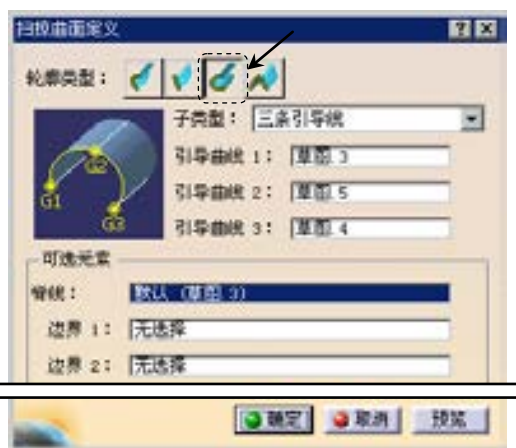 扫掠曲面定义
轮廓类型：
子类型： 三条引导线
引导曲线 1： 草图.3
引导曲线 2： 草图.5
引导曲线 3： 草图.4
G1
G2
G3
可选元素
脊线： 默认 (草图.3)
边界 1： 无选择
边界 2： 无选择
确定 取消 预览